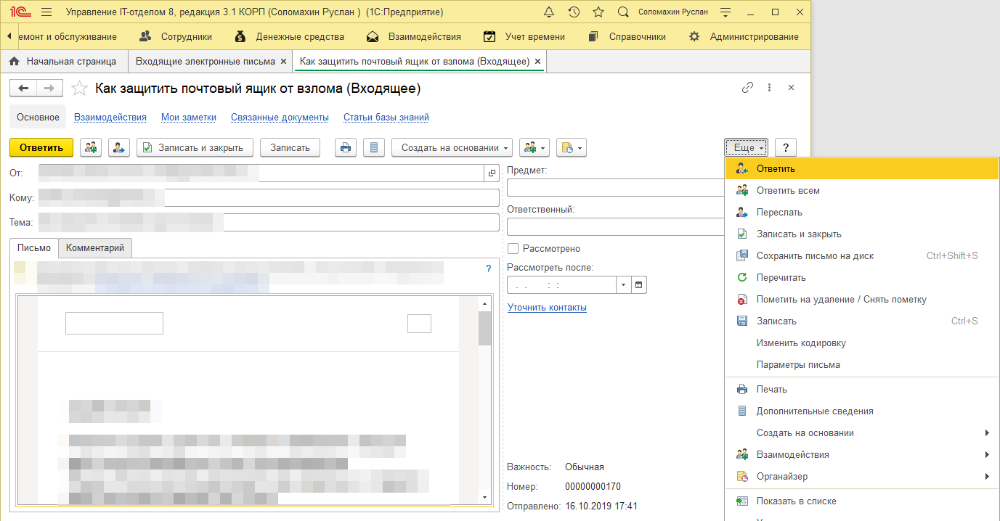 1С Управление IT-отделом 8, редакция 3.1 КОРП (Соломахин Руслан ) (1С:Предприятие) Соломахин Руслан
емонт и обслуживание Сотрудники Денежные средства Взаимодействия Учет времени Справочники Администрирование
Начальная страница Входящие электронные письма × Как защитить почтовый ящик от взлома (Входящее) ×
Как защитить почтовый ящик от взлома (Входящее)
Основное Взаимодействия Мои заметки Связанные документы Статьи базы знаний
Ответить Записать и закрыть Записать Создать на основании Еще ?
От:
Кому:
Тема:
Письмо Комментарий
?
Предмет:
Ответственный:
Рассмотрено
Рассмотреть после:
. . : :
Уточнить контакты
Важность: Обычная
Номер: 00000000170
Отправлено: 16.10.2019 17:41
Ответить
Ответить всем
Переслать
Записать и закрыть
Сохранить письмо на диск Ctrl+Shift+S
Перечитать
Пометить на удаление / Снять пометку
Записать Ctrl+S
Изменить кодировку
Параметры письма
Печать
Дополнительные сведения
Создать на основании
Взаимодействия
Органайзер
Показать в списке